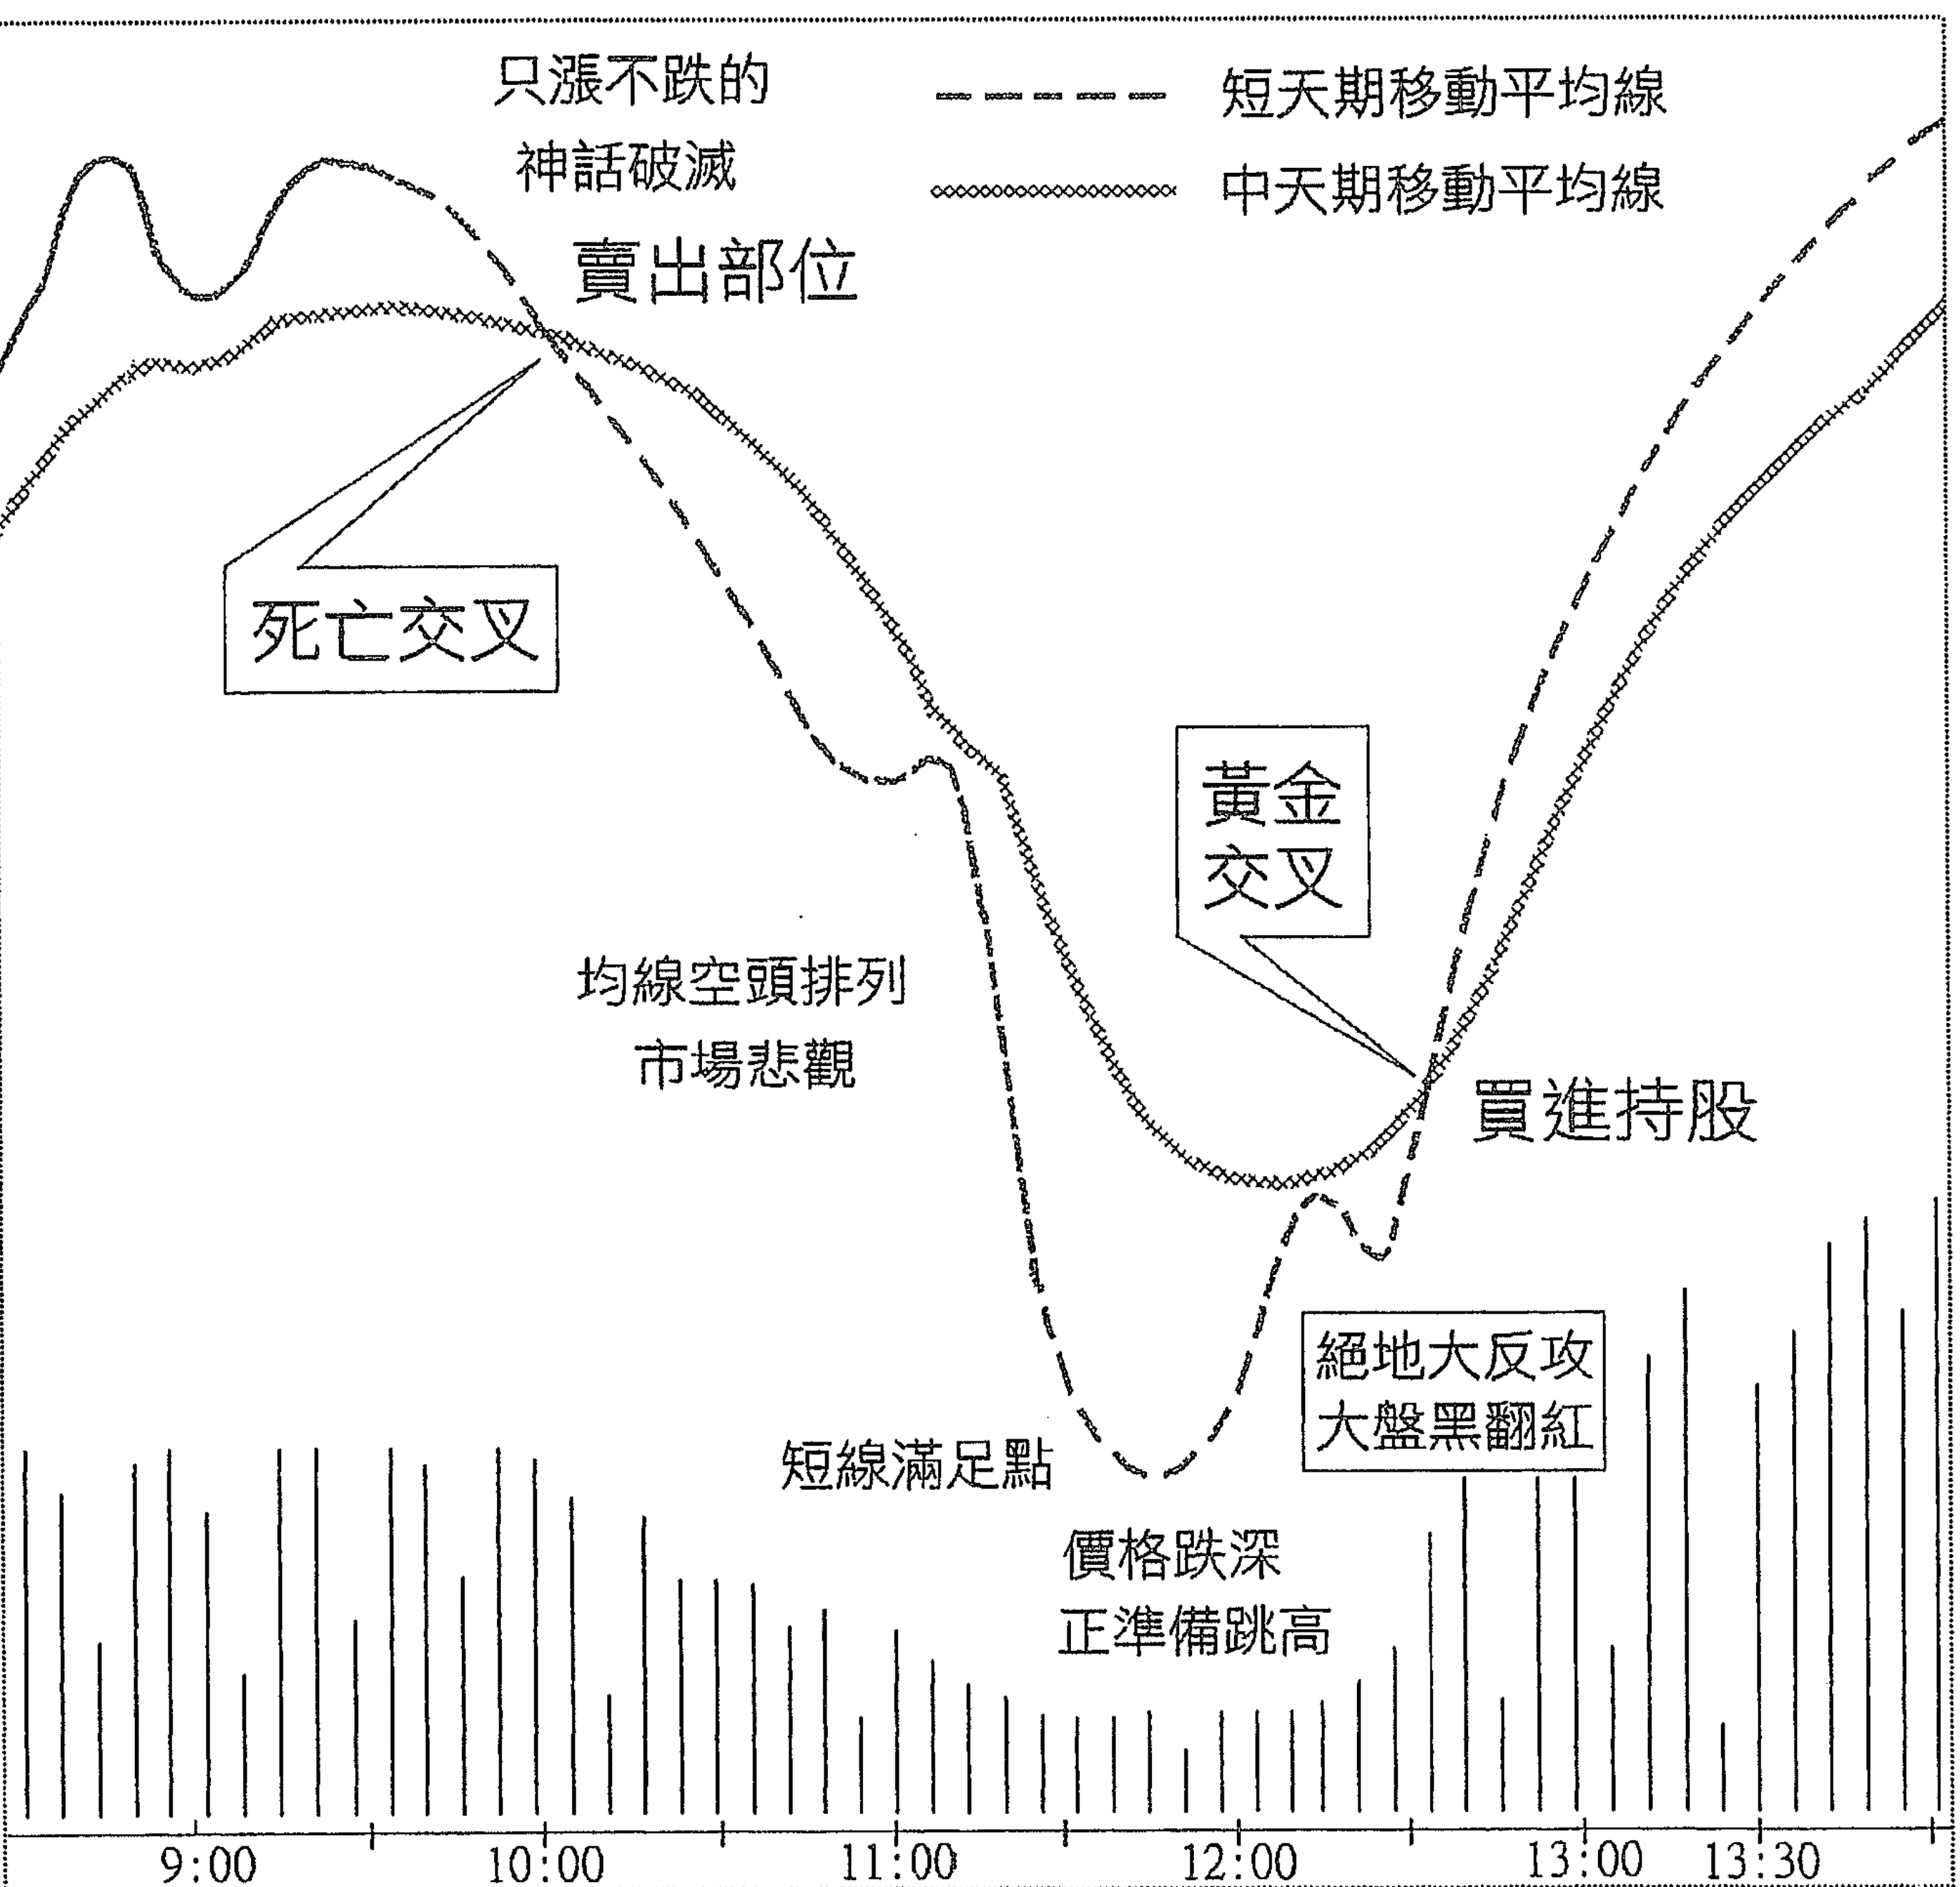 只漲不跌的
神話破滅
賣出部位
短天期移動平均線
中天期移動平均線
死亡交叉
黃金
交叉
均線空頭排列
市場悲觀
買進持股
絕地大反攻
大盤黑翻紅
短線滿足點
價格跌深
正準備跳高
9:00 10:00 11:00 12:00 13:00 13:30